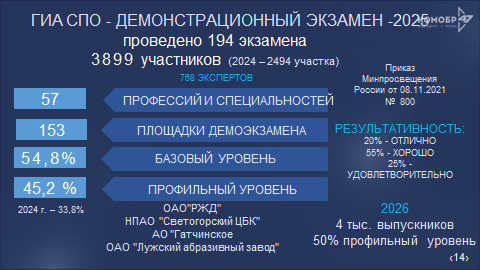 ГИА СПО - ДЕМОНСТРАЦИОННЫЙ ЭКЗАМЕН -2025
КОМОБР 47
проведено 194 экзамена
3899 участников (2024 – 2494 участка)
768 ЭКСПЕРТОВ
Приказ
Минпросвещения
России от 08.11.2021
№ 800
57
ПРОФЕССИЙ И СПЕЦИАЛЬНОСТЕЙ
153
ПЛОЩАДКИ ДЕМОЭКЗАМЕНА
54,8%
БАЗОВЫЙ УРОВЕНЬ
45,2 %
ПРОФИЛЬНЫЙ УРОВЕНЬ
2024 г. – 33,8%
РЕЗУЛЬТАТИВНОСТЬ:
20% - ОТЛИЧНО
55% - ХОРОШО
25% -
УДОВЛЕТВОРИТЕЛЬНО
ОАО"РЖД"
НПАО "Светогорский ЦБК"
АО "Гатчинское
ОАО "Лужский абразивный завод"
2026
4 тыс. выпускников
50% профильный уровень
‹14›